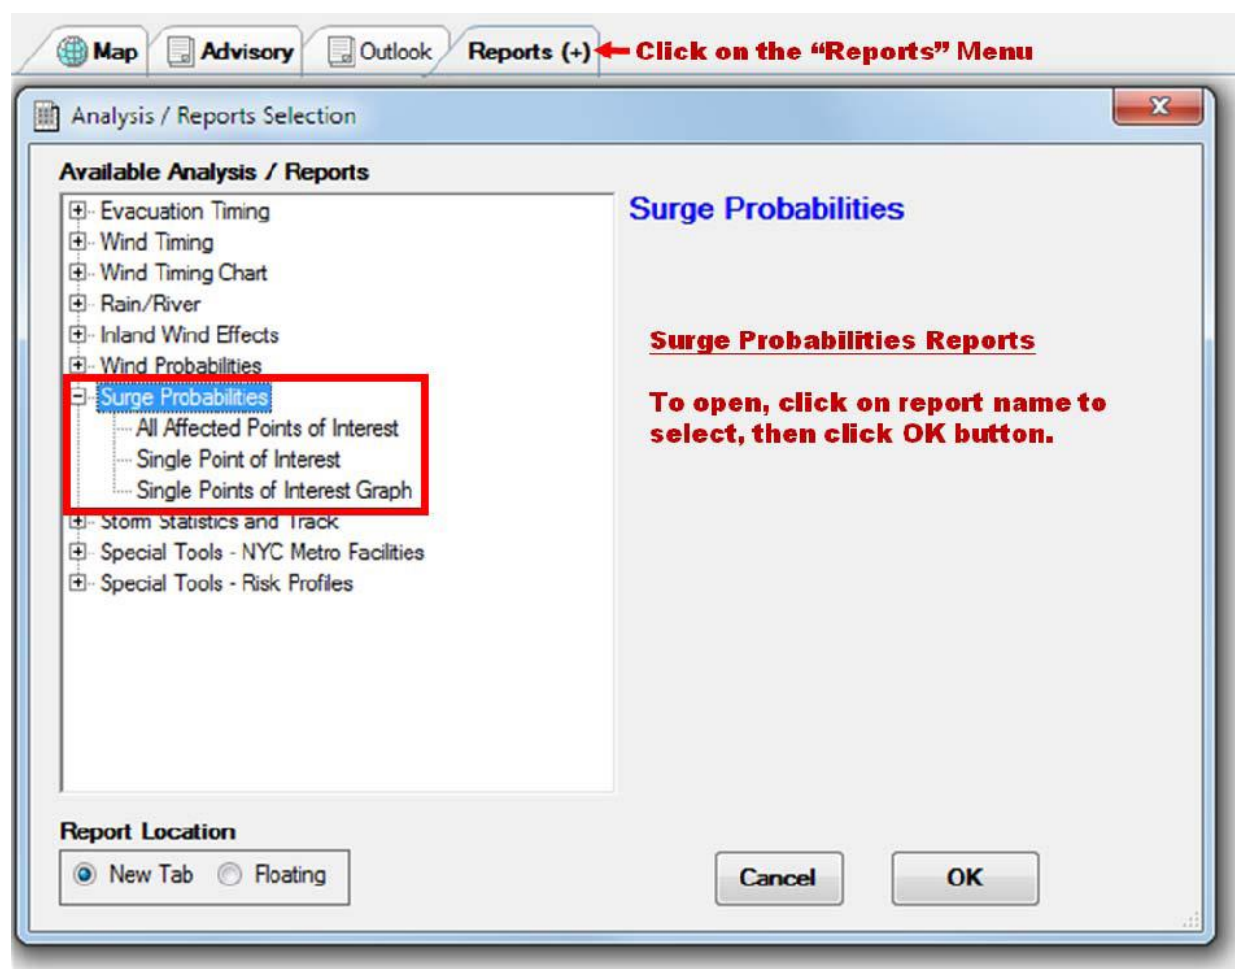 Map Advisory Outlook Reports (+) Click on the “Reports” Menu
Analysis / Reports Selection
x
Available Analysis / Reports
Evacuation Timing
Wind Timing
Wind Timing Chart
Rain/River
Inland Wind Effects
Wind Probabilities
Surge Probabilities
All Affected Points of Interest
Single Point of Interest
Single Points of Interest Graph
Storm Statistics and Track
Special Tools - NYC Metro Facilities
Special Tools - Risk Profiles
Surge Probabilities
Surge Probabilities Reports
To open, click on report name to
select, then click OK button.
Report Location
New Tab Floating
Cancel OK